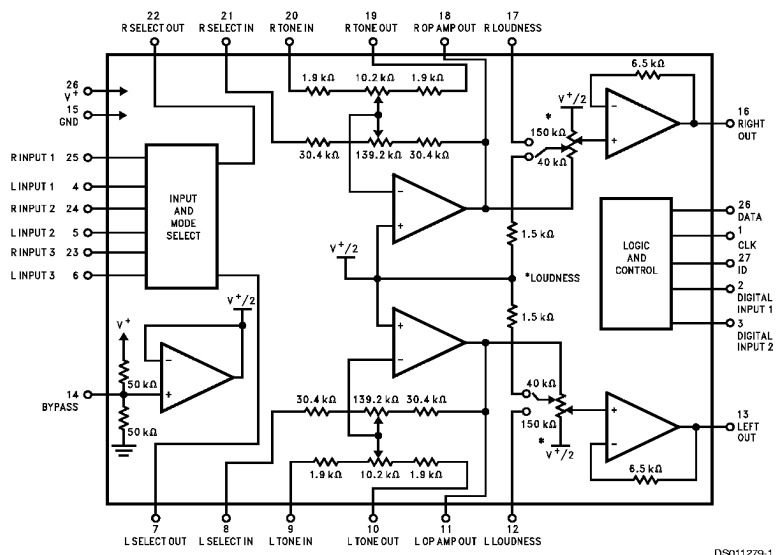 22
R SELECT OUT
21
R SELECT IN
20
R TONE IN
19
R TONE OUT
18
R OP AMP OUT
17
R LOUDNESS
26
V+
15
GND
R INPUT 1 25
L INPUT 1 4
R INPUT 2 24
L INPUT 2 5
R INPUT 3 23
L INPUT 3 6
INPUT
AND
MODE
SELECT
1.9 kΩ
10.2 kΩ
1.9 kΩ
30.4 kΩ
139.2 kΩ
30.4 kΩ
−
+
V+/2
*
150 kΩ
40 kΩ
V+/2
6.5 kΩ
−
+
16
RIGHT
OUT
1.5 kΩ
*LOUDNESS
1.5 kΩ
LOGIC
AND
CONTROL
26
DATA
1
CLK
27
ID
2
DIGITAL
INPUT 1
3
DIGITAL
INPUT 2
V+
V+/2
−
+
50 kΩ
50 kΩ
14
BYPASS
+
−
30.4 kΩ
139.2 kΩ
30.4 kΩ
1.9 kΩ
10.2 kΩ
1.9 kΩ
40 kΩ
150 kΩ
*
V+/2
+
−
6.5 kΩ
13
LEFT
OUT
7
L SELECT OUT
8
L SELECT IN
9
L TONE IN
10
L TONE OUT
11
L OP AMP OUT
12
L LOUDNESS
DS011279-1